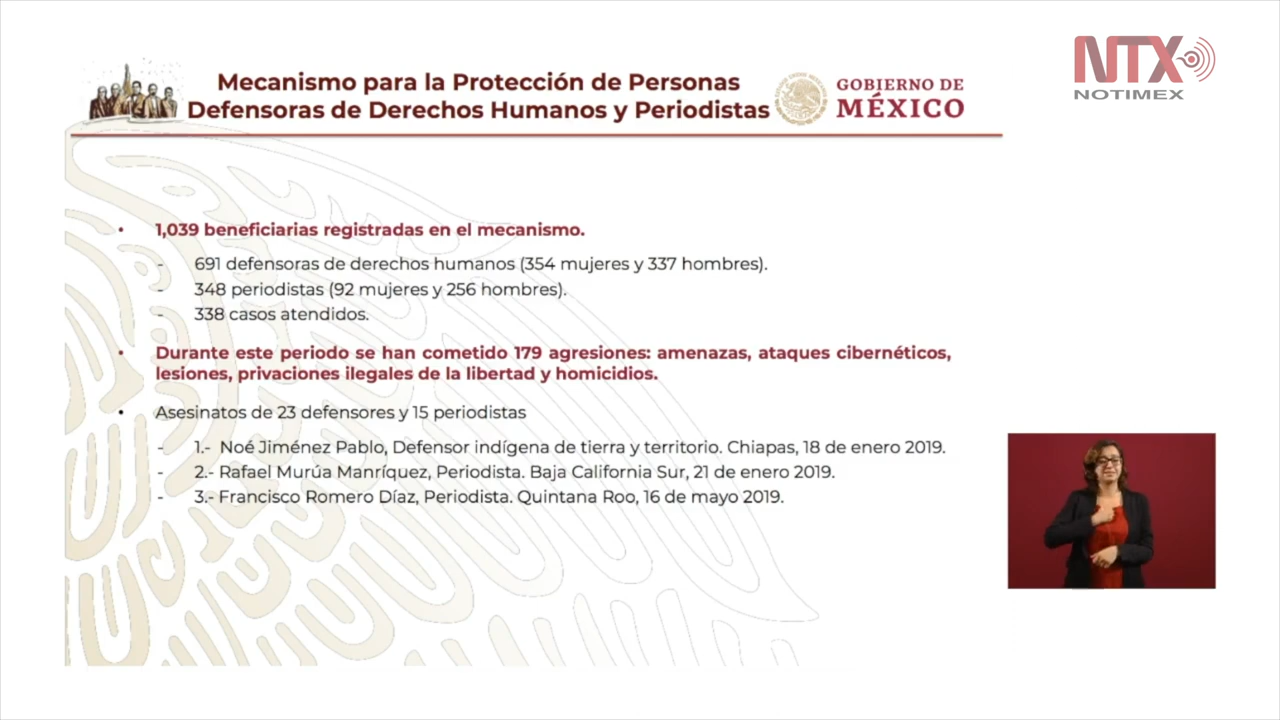 Mecanismo para la Protección de Personas
Defensoras de Derechos Humanos y Periodistas
GOBIERNO DE
MÉXICO
NTX
NOTIMEX
• 1,039 beneficiarias registradas en el mecanismo.
- 691 defensoras de derechos humanos (354 mujeres y 337 hombres).
- 348 periodistas (92 mujeres y 256 hombres).
- 338 casos atendidos.
• Durante este periodo se han cometido 179 agresiones: amenazas, ataques cibernéticos,
lesiones, privaciones ilegales de la libertad y homicidios.
• Asesinatos de 23 defensores y 15 periodistas
- 1.- Noé Jiménez Pablo, Defensor indígena de tierra y territorio. Chiapas, 18 de enero 2019.
- 2.- Rafael Murúa Manríquez, Periodista. Baja California Sur, 21 de enero 2019.
- 3.- Francisco Romero Díaz, Periodista. Quintana Roo, 16 de mayo 2019.